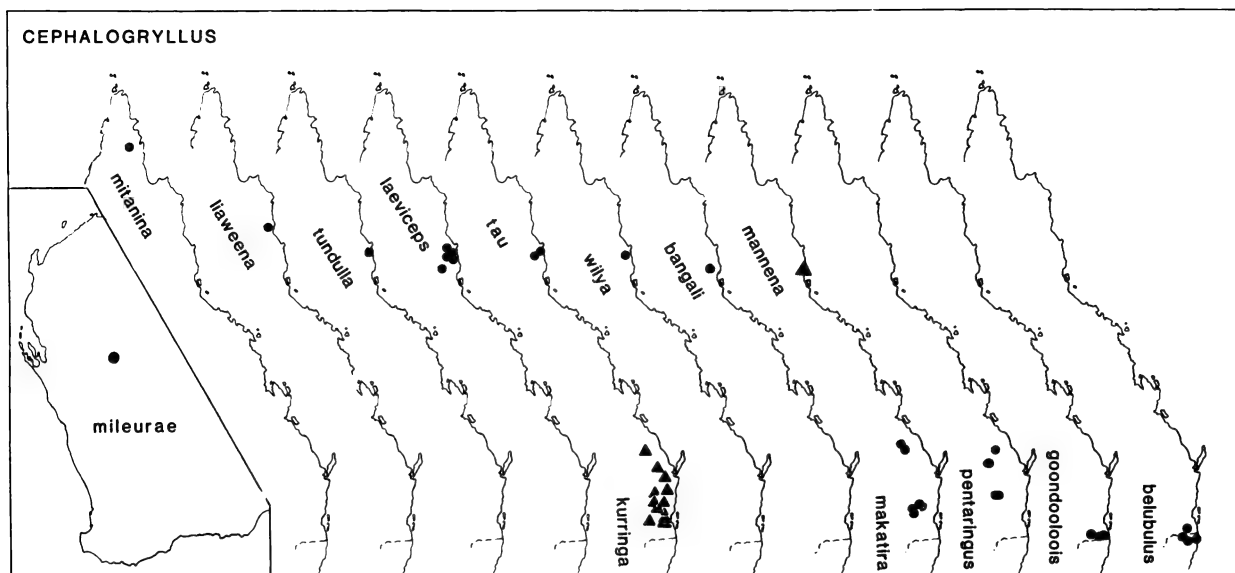 CEPHALOGRYLLUS
mitanina
liaweena
tundulla
laeviceps
tau
wilya
bangali
mannena
mileurae
kurringa
makatira
pentaringus
goondooloois
belubulus